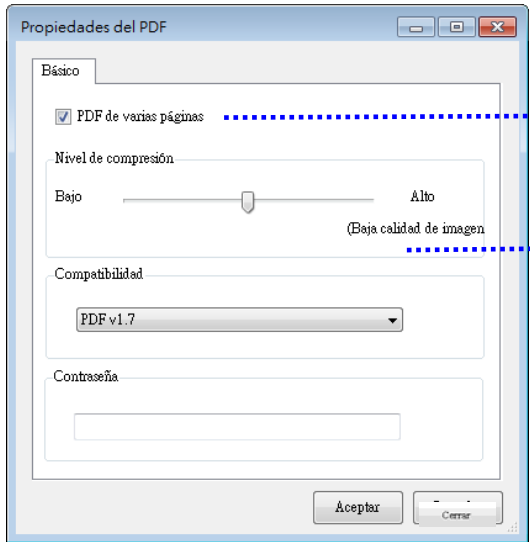 Propiedades del PDF
Básico
PDF de varias páginas
Nivel de compresión
Bajo
Alto
(Baja calidad de imagen
Compatibilidad
PDF v1.7
Contraseña
Aceptar
Cerrar